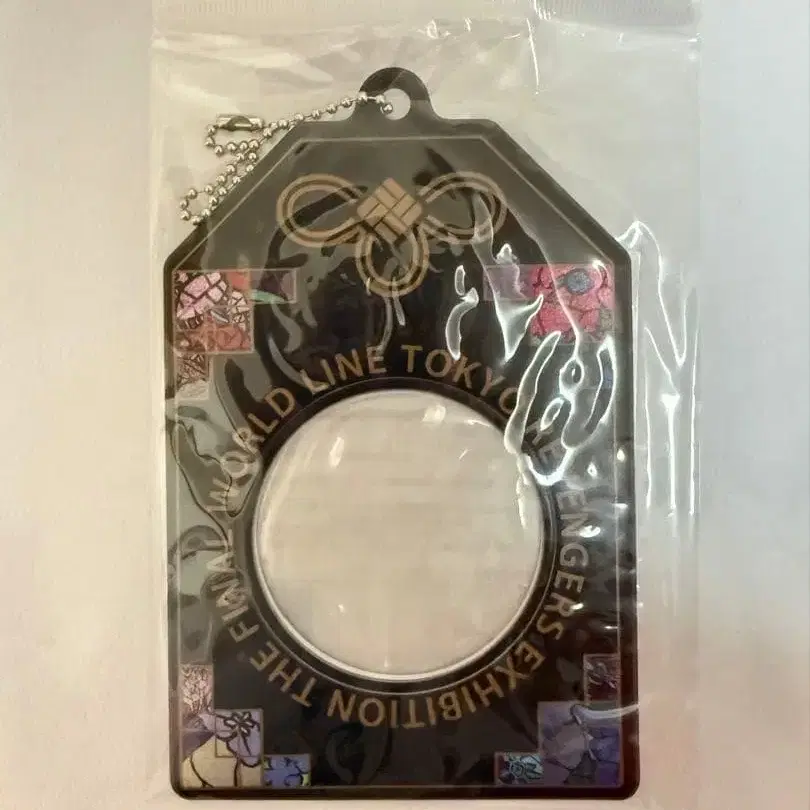 TOKYO REVENGERS EXHIBITION THE FINAL WORLD LINE